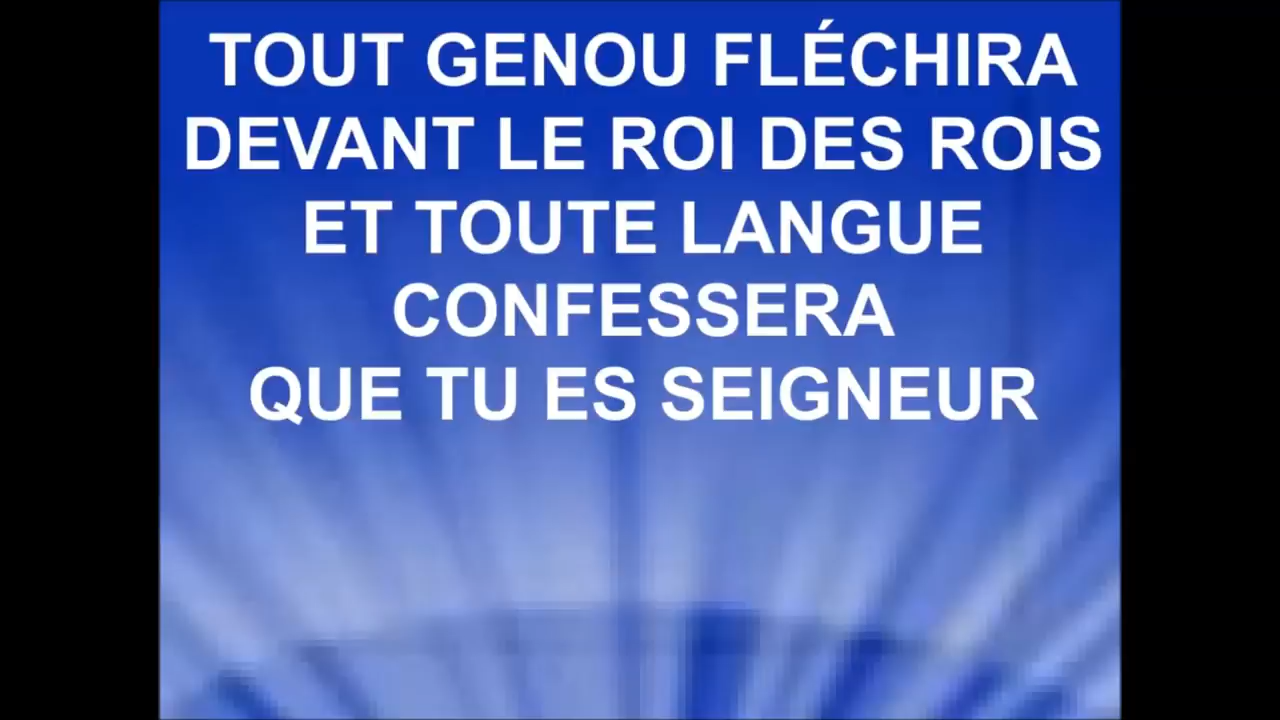 TOUT GENOU FLÉCHIRA
DEVANT LE ROI DES ROIS
ET TOUTE LANGUE
CONFESSERA
QUE TU ES SEIGNEUR